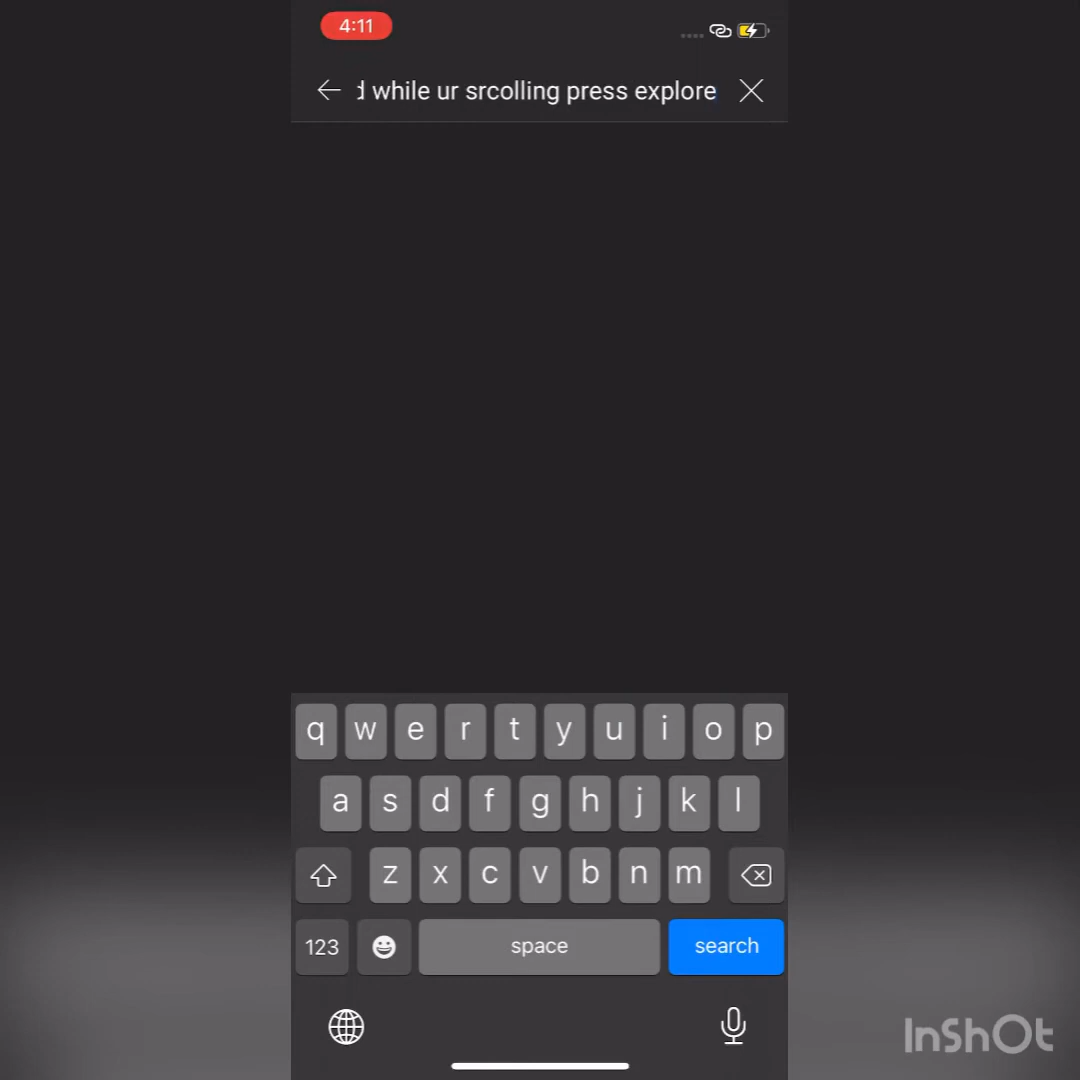 4:11
d while ur srcolling press explore
q w e r t y u i o p
a s d f g h j k l
z x c v b n m
123 space search
InShOt